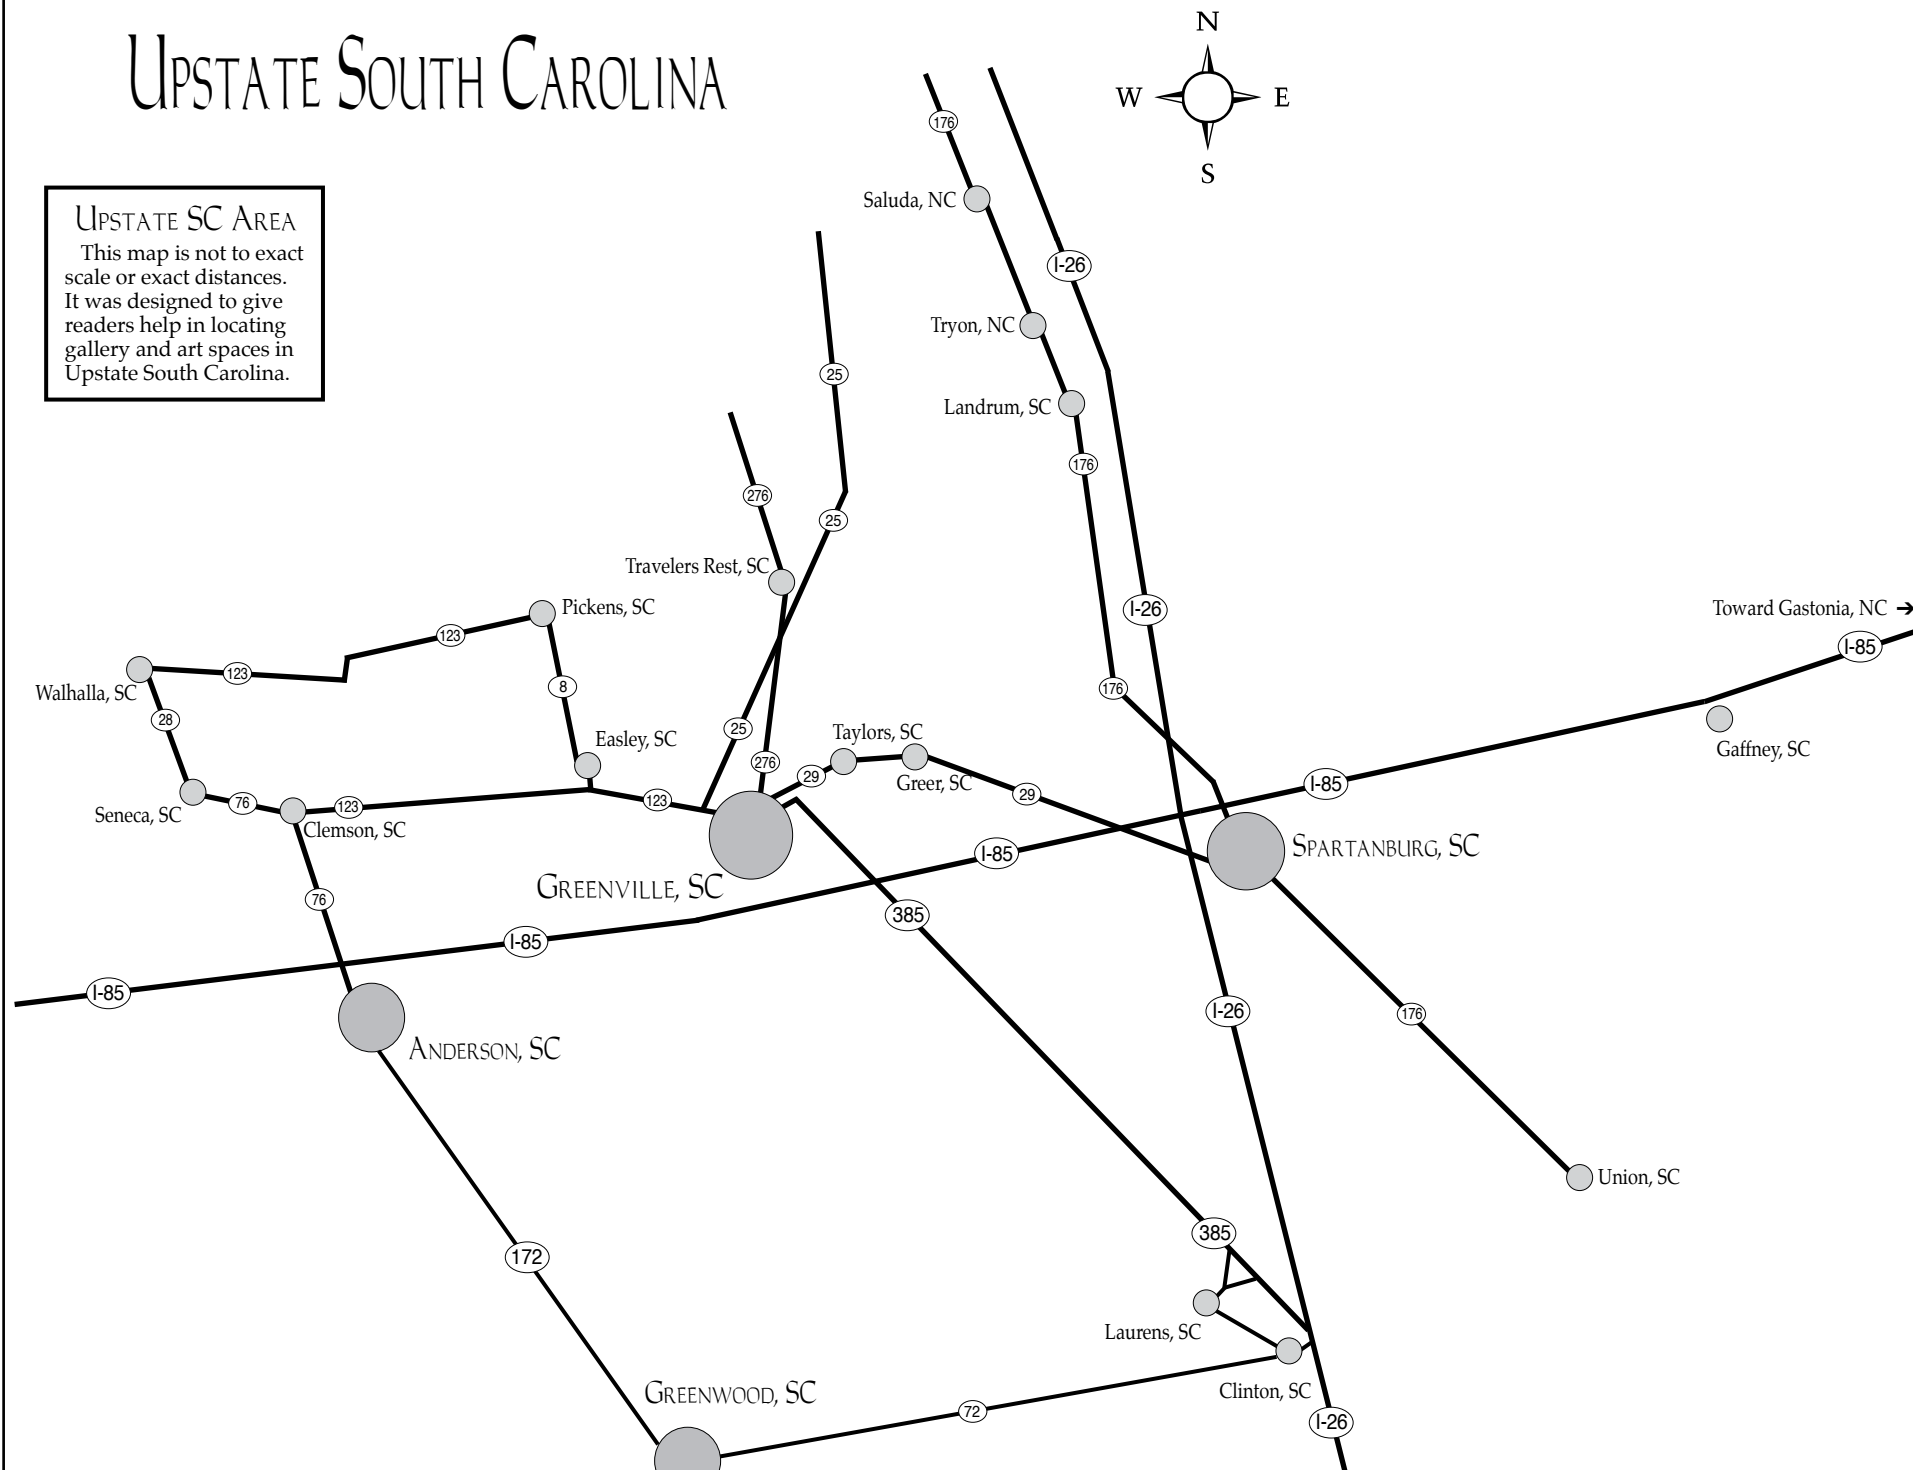 UPSTATE SOUTH CAROLINA
N
W E
S
UPSTATE SC AREA
This map is not to exact
scale or exact distances.
It was designed to give
readers help in locating
gallery and art spaces in
Upstate South Carolina.
176
Saluda, NC
I-26
Tryon, NC
25
Landrum, SC
176
276
25
Travelers Rest, SC
Pickens, SC
I-26
Toward Gastonia, NC ➔
123
I-85
123
8
176
Walhalla, SC
28
25
Taylors, SC
Gaffney, SC
Easley, SC
276
29
Greer, SC
I-85
Seneca, SC
76
123
123
29
Clemson, SC
SPARTANBURG, SC
I-85
GREENVILLE, SC
76
385
I-85
I-85
I-26
176
ANDERSON, SC
Union, SC
385
172
Laurens, SC
GREENWOOD, SC
Clinton, SC
72
I-26